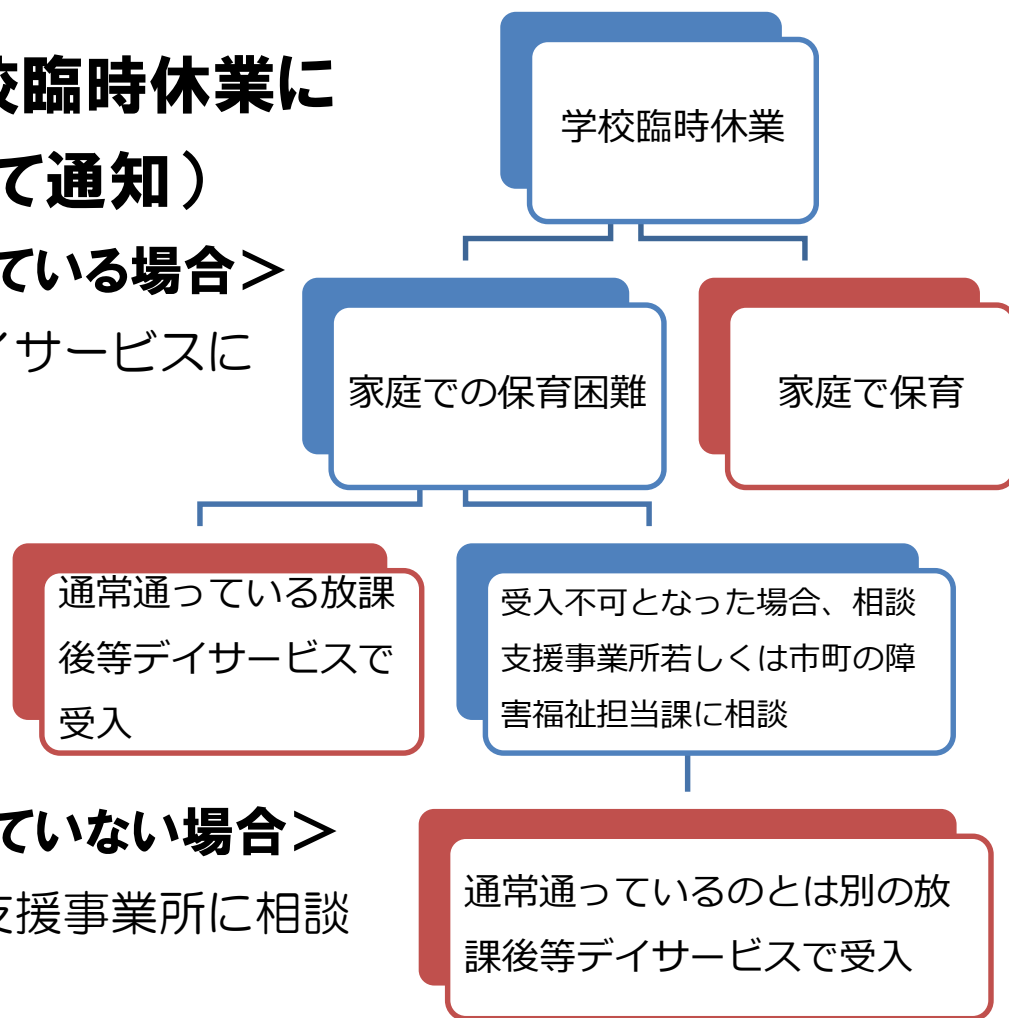 校臨時休業に
て通知）
ている場合＞
イサービスに
学校臨時休業
家庭での保育困難
家庭で保育
通常通っている放課
後等デイサービスで
受入
受入不可となった場合、相談
支援事業所若しくは市町の障
害福祉担当課に相談
ていない場合＞
支援事業所に相談
通常通っているのとは別の放
課後等デイサービスで受入